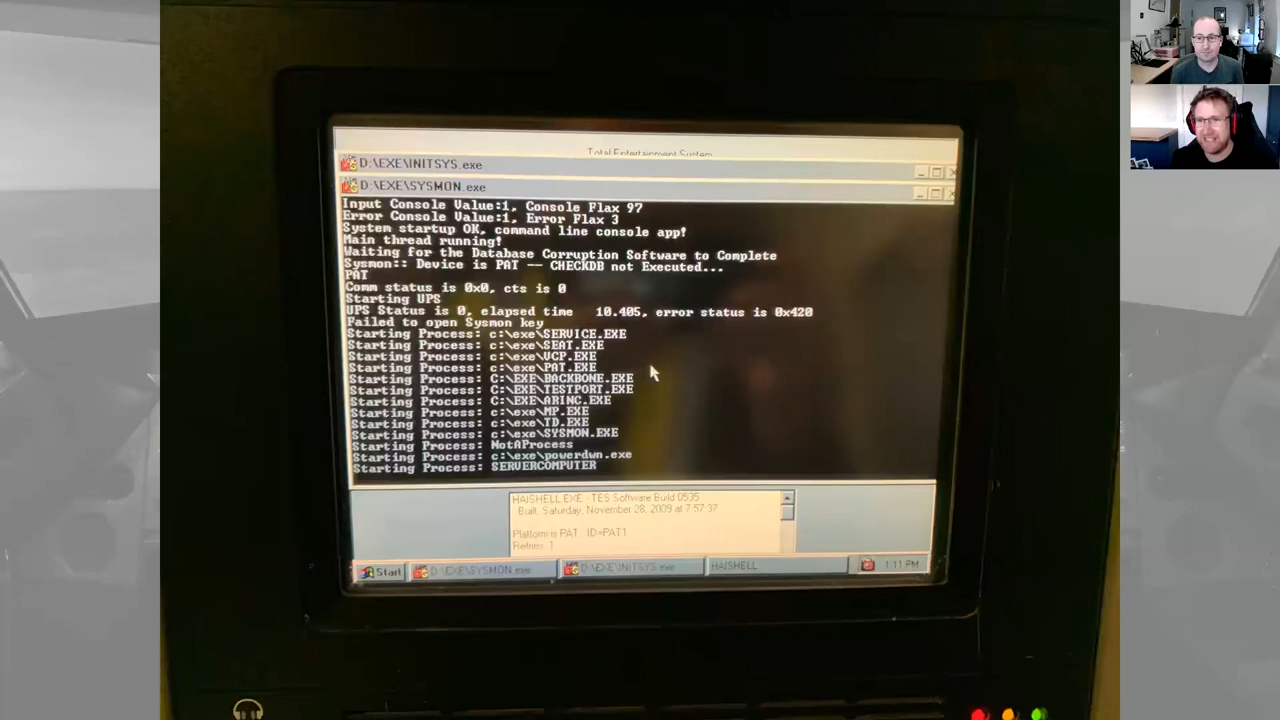 Total Entertainment System
D:\EXE\INITSYS.exe
D:\EXE\SYSMON.exe
Input Console Value:1, Console Flax 97
Error Console Value:1, Error Flax 3
System startup OK, command line console app!
Main thread running!
Waiting for the Database Corruption Software to Complete
Sysmon:: Device is PAT -- CHECKDB not Executed...
PAT
Comm status is 0x0, cts is 0
Starting UPS
UPS Status is 0, elapsed time 10.405, error status is 0x420
Failed to open Sysmon key
Starting Process: c:\exe\SERVICE.EXE
Starting Process: c:\exe\SEAT.EXE
Starting Process: c:\exe\VCP.EXE
Starting Process: c:\exe\PAT.EXE
Starting Process: C:\EXE\BACKBONE.EXE
Starting Process: C:\EXE\TESTPORT.EXE
Starting Process: C:\EXE\ARINC.EXE
Starting Process: c:\exe\MP.EXE
Starting Process: c:\exe\TD.EXE
Starting Process: c:\exe\SYSMON.EXE
Starting Process: NotAProcess
Starting Process: c:\exe\powerdwn.exe
Starting Process: SERVERCOMPUTER
HAISHELL.EXE - TES Software Build 0535
Built: Saturday, November 28, 2009 at 7:57:37
Platform is PAT ID=PAT1
Retries: 1
Start
D:\EXE\SYSMON.exe
D:\EXE\INITSYS.exe
HAISHELL
1:11 PM